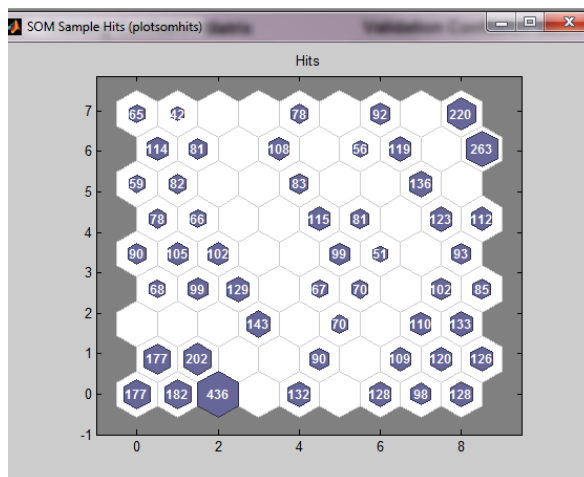 SOM Sample Hits (plotsomhits)
Hits
7 65 42 78 92 220
6 114 81 108 56 119 263
5 59 82 83 136
4 78 66 115 81 123 112
3 90 105 102 99 51 93
68 99 129 67 70 102 85
2 143 70 110 133
1 177 202 90 109 120 126
0 177 182 436 132 128 98 128
-1
0 2 4 6 8